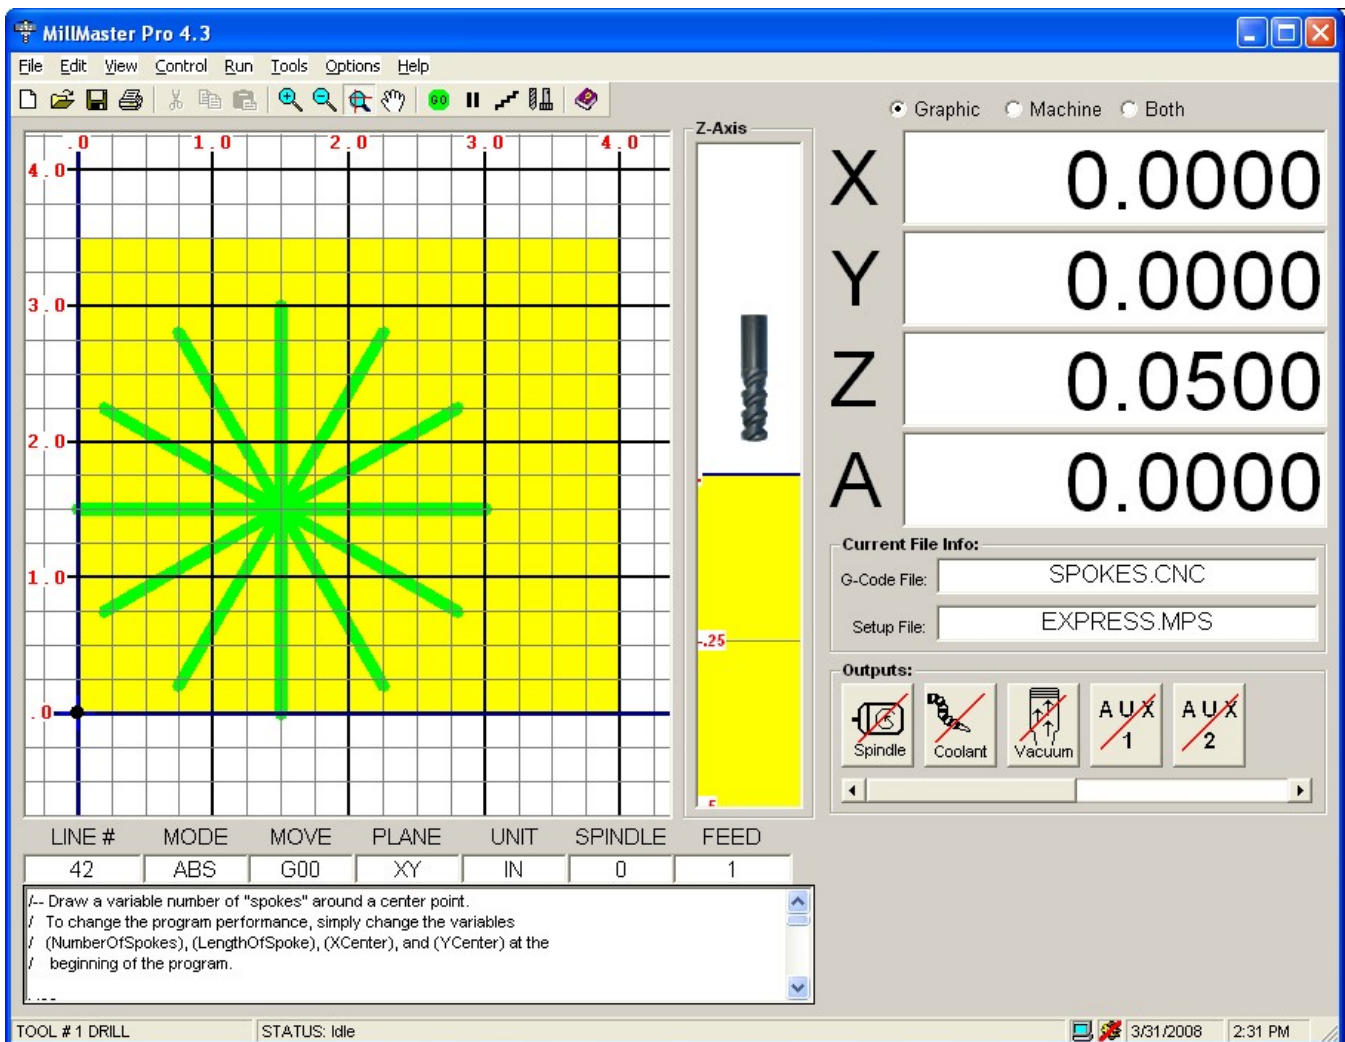 MillMaster Pro 4.3
File Edit View Control Run Tools Options Help
GO
Graphic Machine Both
.0 1.0 2.0 3.0 4.0
4.0
3.0
2.0
1.0
.0
Z-Axis
-.25
-.5
X 0.0000
Y 0.0000
Z 0.0500
A 0.0000
Current File Info:
G-Code File: SPOKES.CNC
Setup File: EXPRESS.MPS
Outputs:
Spindle
Coolant
Vacuum
AUX 1
AUX 2
LINE # MODE MOVE PLANE UNIT SPINDLE FEED
42 ABS G00 XY IN 0 1
/-- Draw a variable number of "spokes" around a center point.
/ To change the program performance, simply change the variables
/ (NumberOfSpokes), (LengthOfSpoke), (XCenter), and (YCenter) at the
/ beginning of the program.
TOOL # 1 DRILL STATUS: Idle 3/31/2008 2:31 PM